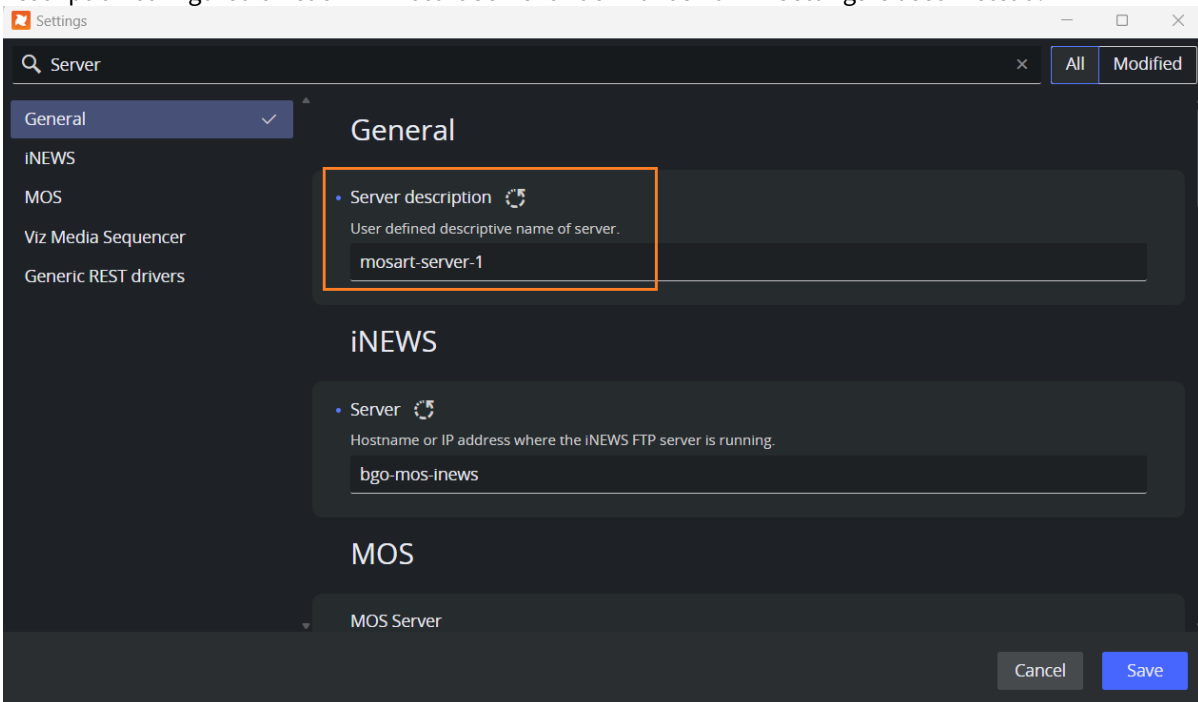 Settings
Server
All
Modified
General
iNEWS
MOS
Viz Media Sequencer
Generic REST drivers
General
Server description
User defined descriptive name of server.
mosart-server-1
iNEWS
Server
Hostname or IP address where the iNEWS FTP server is running.
bgo-mos-inews
MOS
MOS Server
Cancel
Save